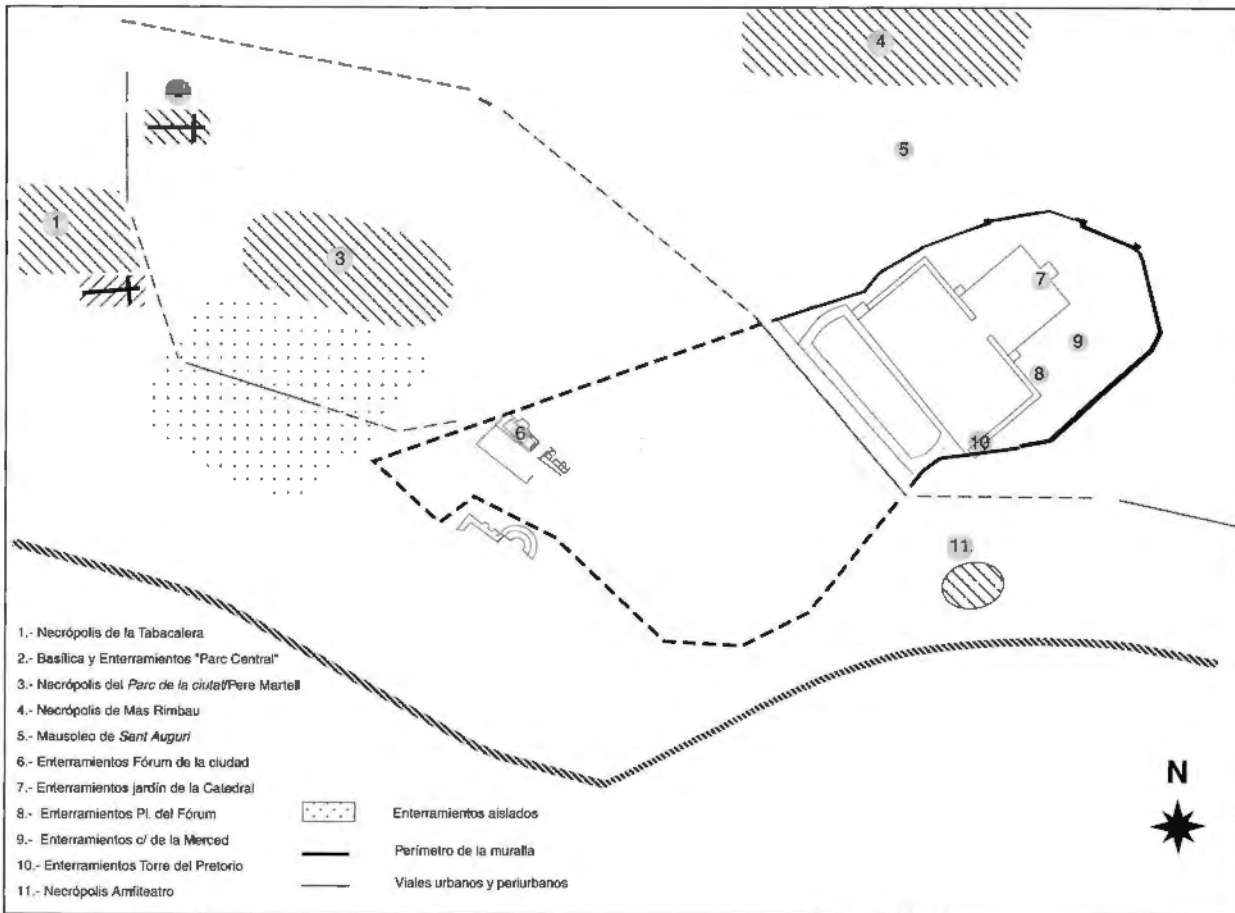 4
5
1
3
7
9
8
6
10
11.
1.- Necrópolis de la Tabacalera
2.- Basílica y Enterramientos "Parc Central"
3.- Necrópolis del Parc de la ciutat/Pere Martell
4.- Necrópolis de Mas Rimbau
5.- Mausoleo de Sant Auguri
6.- Enterramientos Fórum de la ciudad
7.- Enterramientos jardín de la Catedral
8.- Enterramientos Pl. del Fórum
9.- Enterramientos c/ de la Merced
10.- Enterramientos Torre del Pretorio
11.- Necrópolis Amfiteatro
Enterramientos aislados
Perímetro de la muralla
Viales urbanos y periurbanos
N